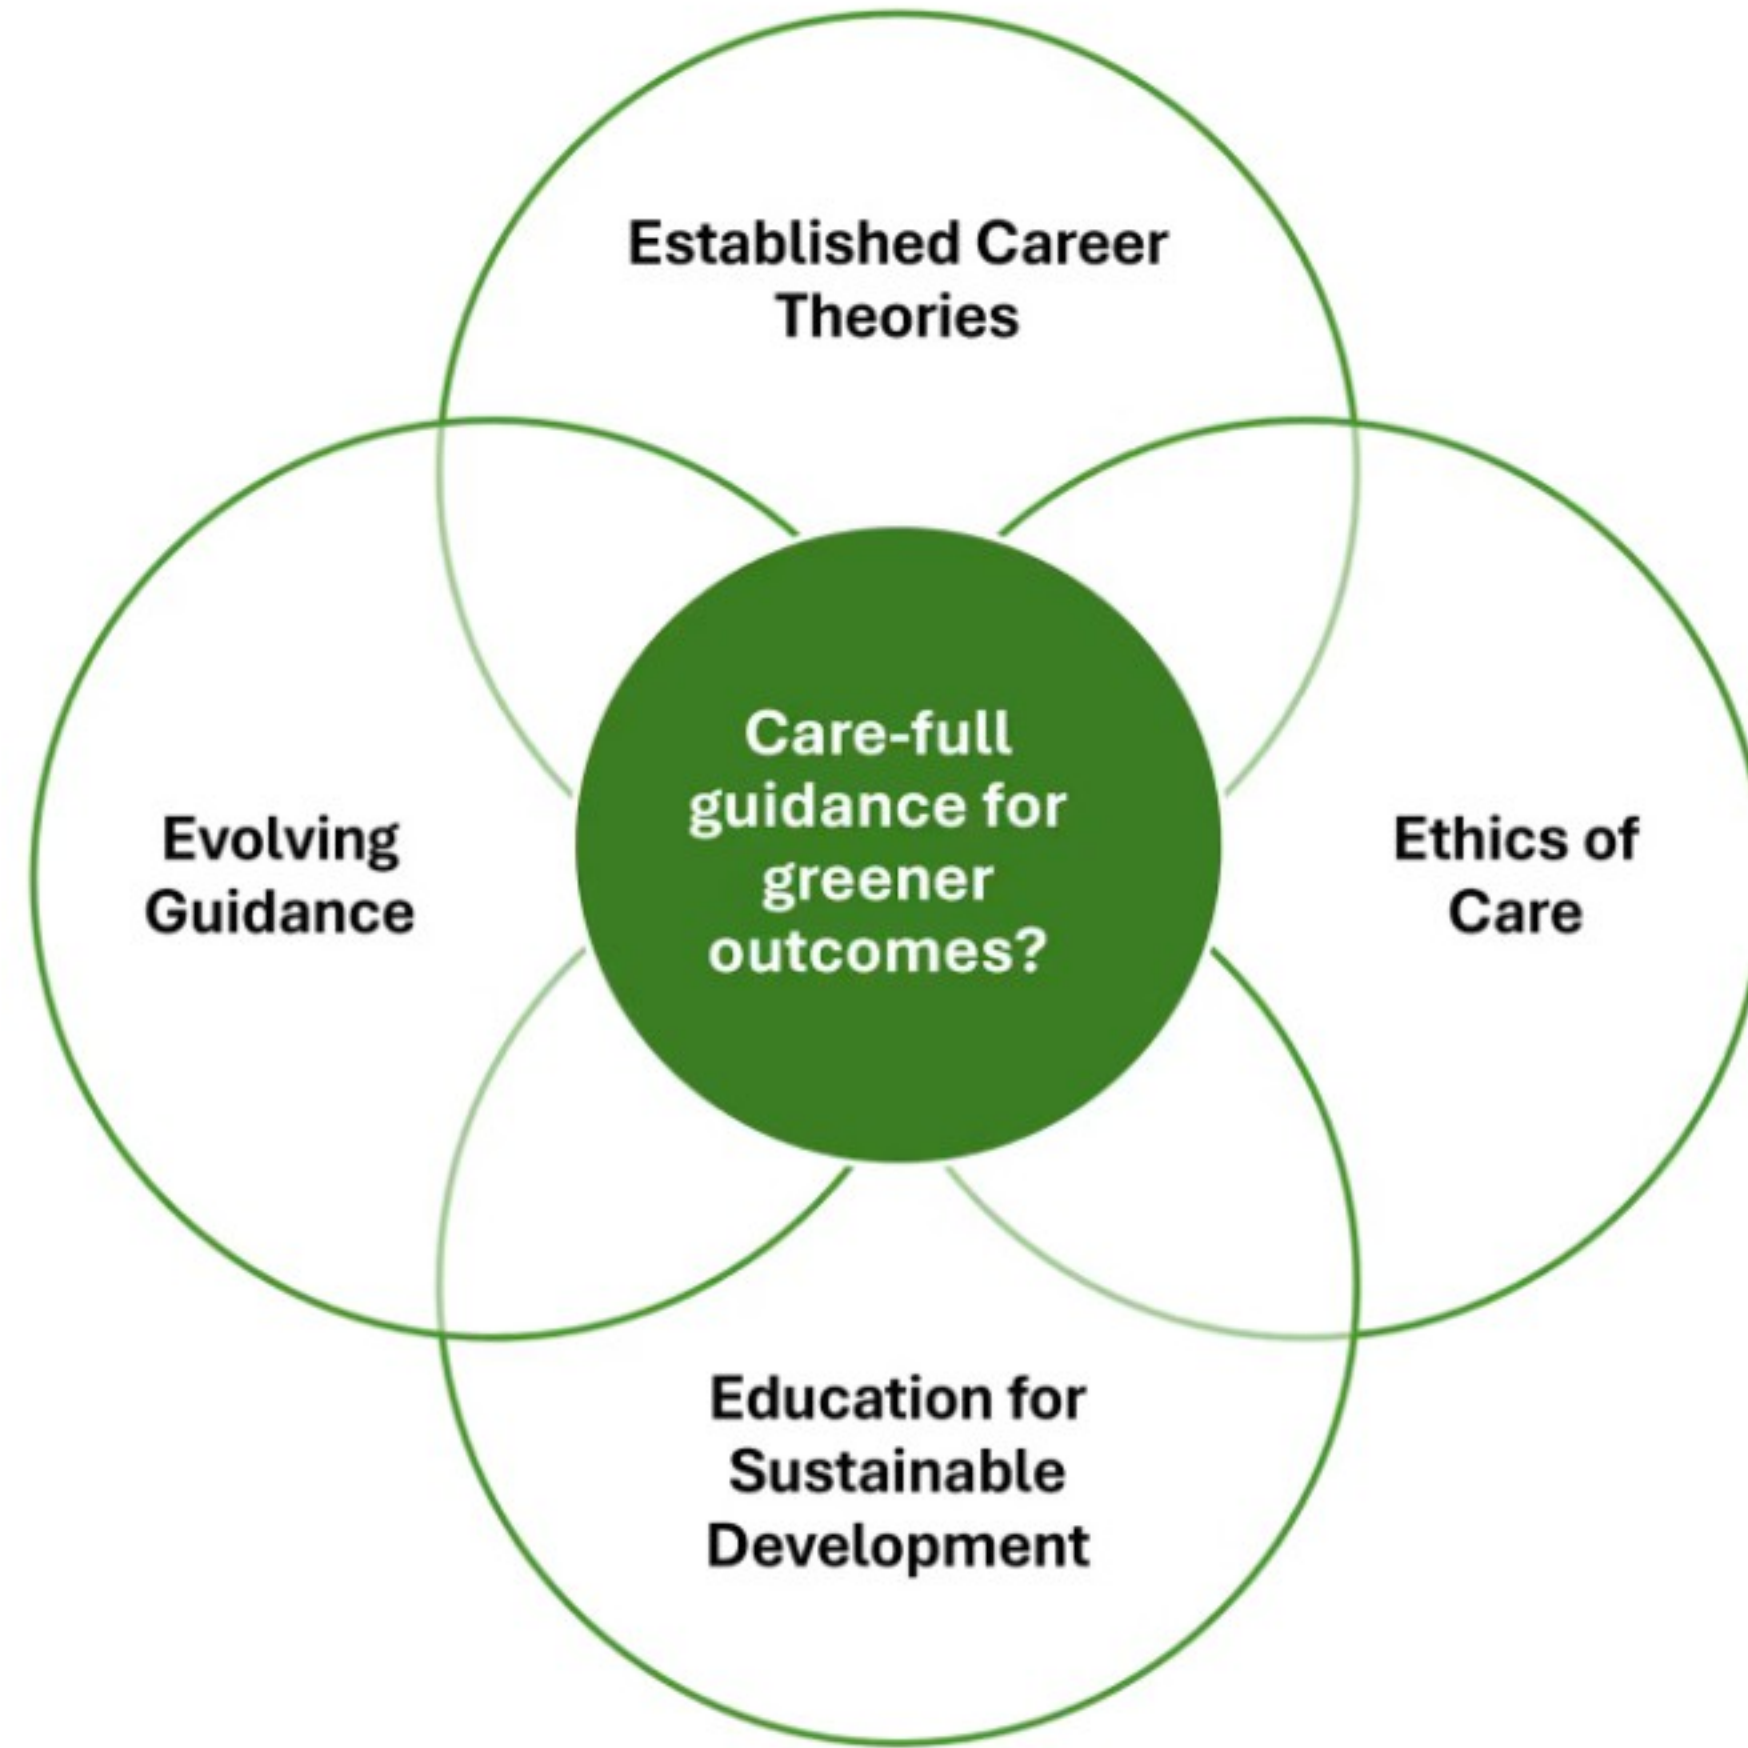 Established Career
Theories
Evolving
Guidance
Care-full
guidance for
greener
outcomes?
Ethics of
Care
Education for
Sustainable
Development